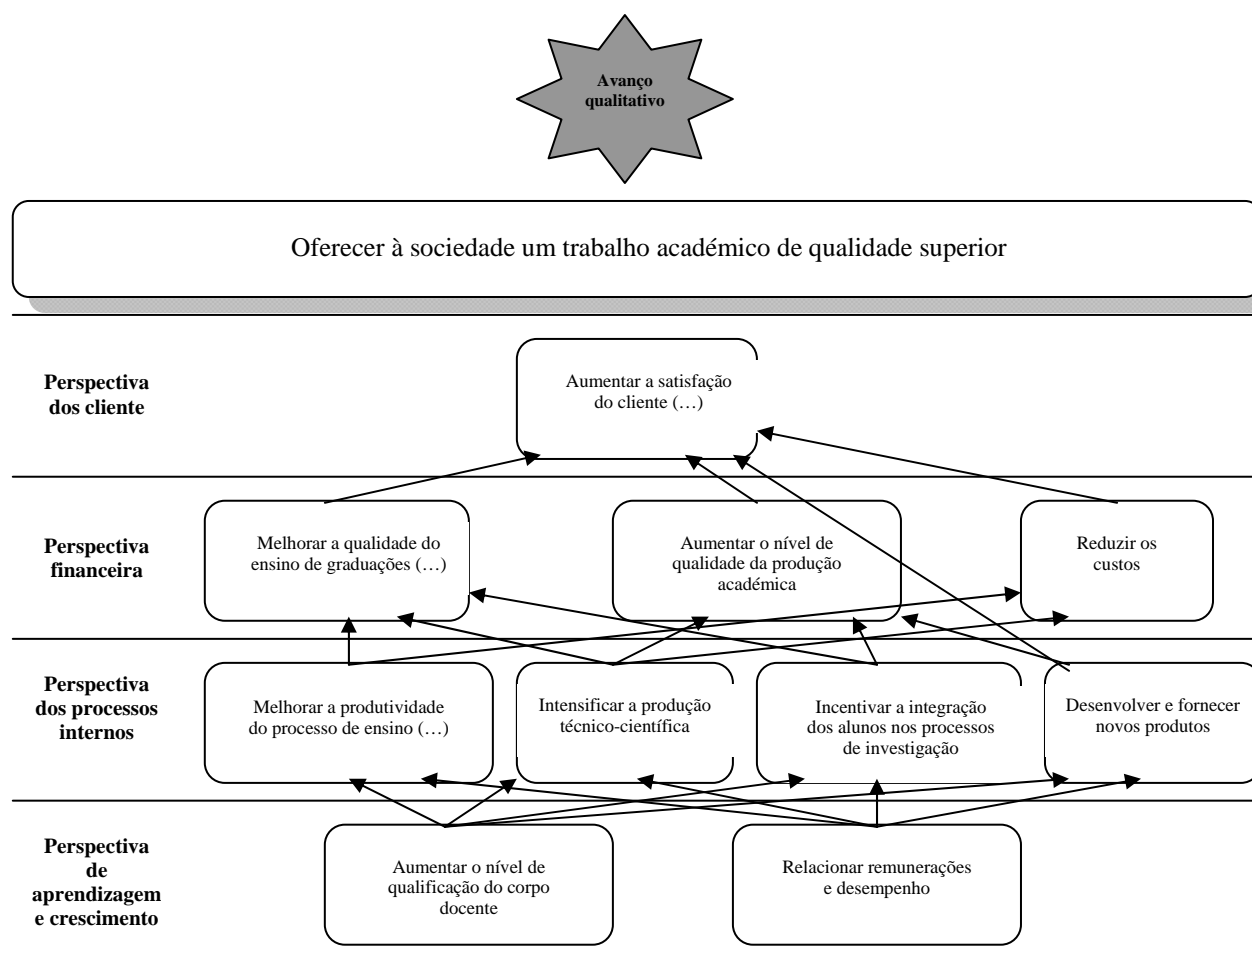 Avanço
qualitativo
Oferecer à sociedade um trabalho académico de qualidade superior
Perspectiva
dos cliente
Aumentar a satisfação
do cliente (…)
Perspectiva
financeira
Melhorar a qualidade do
ensino de graduações (…)
Aumentar o nível de
qualidade da produção
académica
Reduzir os
custos
Perspectiva
dos processos
internos
Melhorar a produtividade
do processo de ensino (…)
Intensificar a produção
técnico-científica
Incentivar a integração
dos alunos nos processos
de investigação
Desenvolver e fornecer
novos produtos
Perspectiva
de
aprendizagem
e crescimento
Aumentar o nível de
qualificação do corpo
docente
Relacionar remunerações
e desempenho